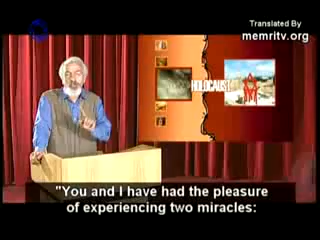 Translated By
memritv.org
HOLOCAUST
"You and I have had the pleasure
of experiencing two miracles: